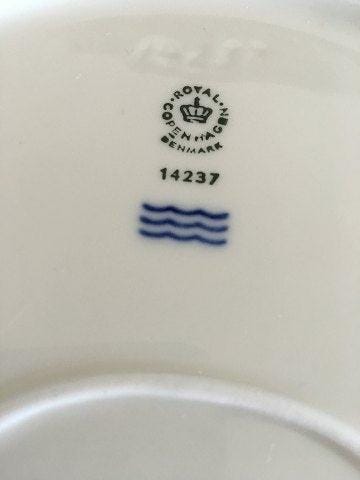 ROYAL
COPENHAGEN
DENMARK
14237